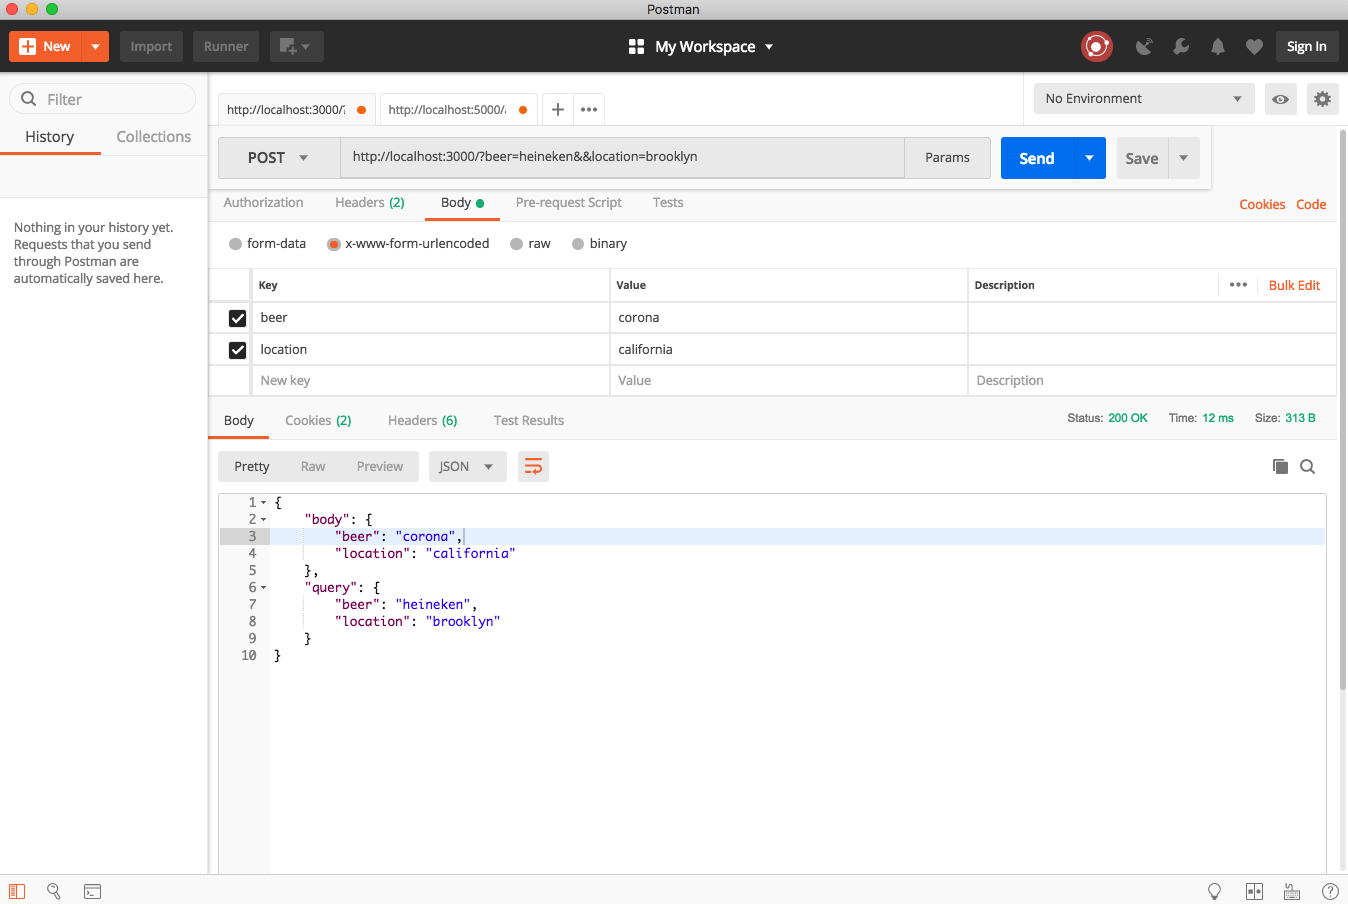 Postman
New
Import
Runner
My Workspace
Sign In
Filter
History
Collections
Nothing in your history yet.
Requests that you send
through Postman are
automatically saved here.
http://localhost:3000/?
http://localhost:5000/
No Environment
POST
http://localhost:3000/?beer=heineken&&location=brooklyn
Params
Send
Save
Authorization
Headers (2)
Body
Pre-request Script
Tests
Cookies
Code
form-data
x-www-form-urlencoded
raw
binary
Key
Value
Description
Bulk Edit
beer
corona
location
california
New key
Value
Description
Body
Cookies (2)
Headers (6)
Test Results
Status: 200 OK
Time: 12 ms
Size: 313 B
Pretty
Raw
Preview
JSON
1 {
2 "body": {
3 "beer": "corona",
4 "location": "california"
5 },
6 "query": {
7 "beer": "heineken",
8 "location": "brooklyn"
9 }
10 }